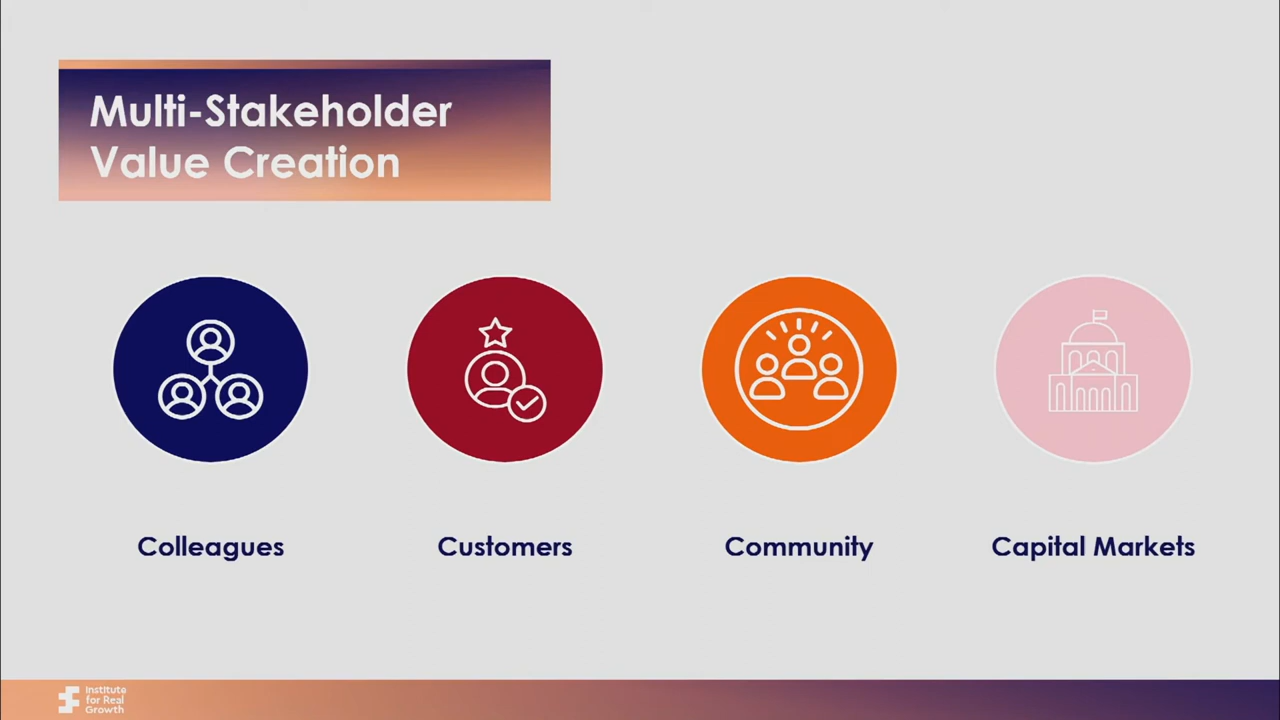 Multi-Stakeholder
Value Creation
Colleagues
Customers
Community
Capital Markets
Institute
for Real
Growth